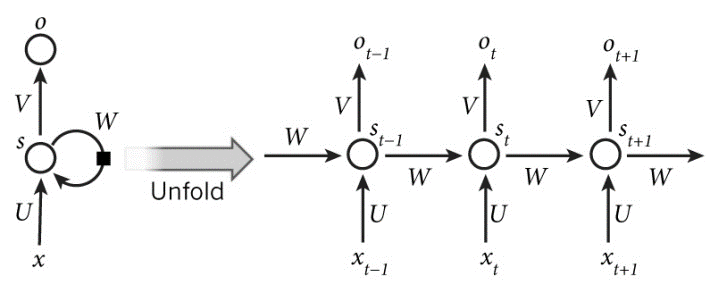 o
V
W
s
U
x
Unfold
o_{t-1} o_t o_{t+1}
V V V
W s_{t-1} s_t s_{t+1}
W W W
U U U
x_{t-1} x_t x_{t+1}